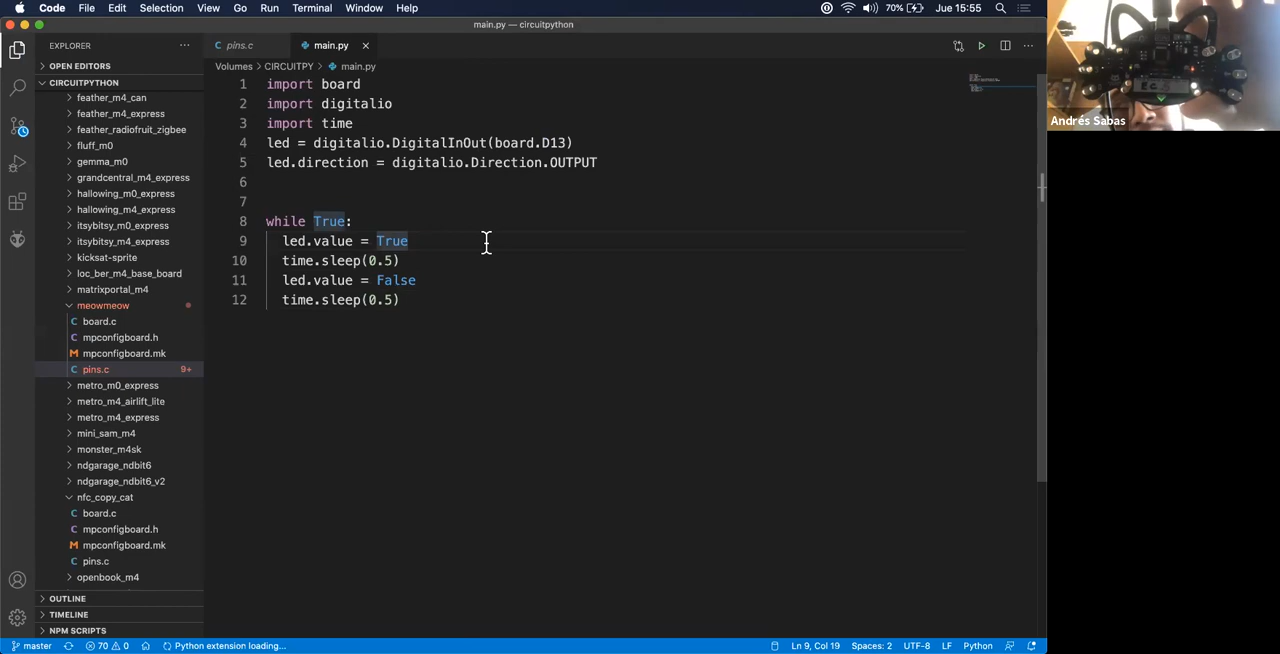 Code File Edit Selection View Go Run Terminal Window Help
70% Jue 15:55
main.py — circuitpython
EXPLORER
OPEN EDITORS
CIRCUITPYTHON
feather_m4_can
feather_m4_express
feather_radiofruit_zigbee
fluff_m0
gemma_m0
grandcentral_m4_express
hallowing_m0_express
hallowing_m4_express
itsybitsy_m0_express
itsybitsy_m4_express
kicksat-sprite
loc_ber_m4_base_board
matrixportal_m4
meowmeow
C board.c
C mpconfigboard.h
M mpconfigboard.mk
C pins.c 9+
metro_m0_express
metro_m4_airlift_lite
metro_m4_express
mini_sam_m4
monster_m4sk
ndgarage_ndbit6
ndgarage_ndbit6_v2
nfc_copy_cat
C board.c
C mpconfigboard.h
M mpconfigboard.mk
C pins.c
openbook_m4
OUTLINE
TIMELINE
NPM SCRIPTS
C pins.c main.py
Volumes > CIRCUITPY > main.py
1 import board
2 import digitalio
3 import time
4 led = digitalio.DigitalInOut(board.D13)
5 led.direction = digitalio.Direction.OUTPUT
6
7
8 while True:
9 led.value = True
10 time.sleep(0.5)
11 led.value = False
12 time.sleep(0.5)
Andrés Sabas
master 70 0 Python extension loading... Ln 9, Col 19 Spaces: 2 UTF-8 LF Python